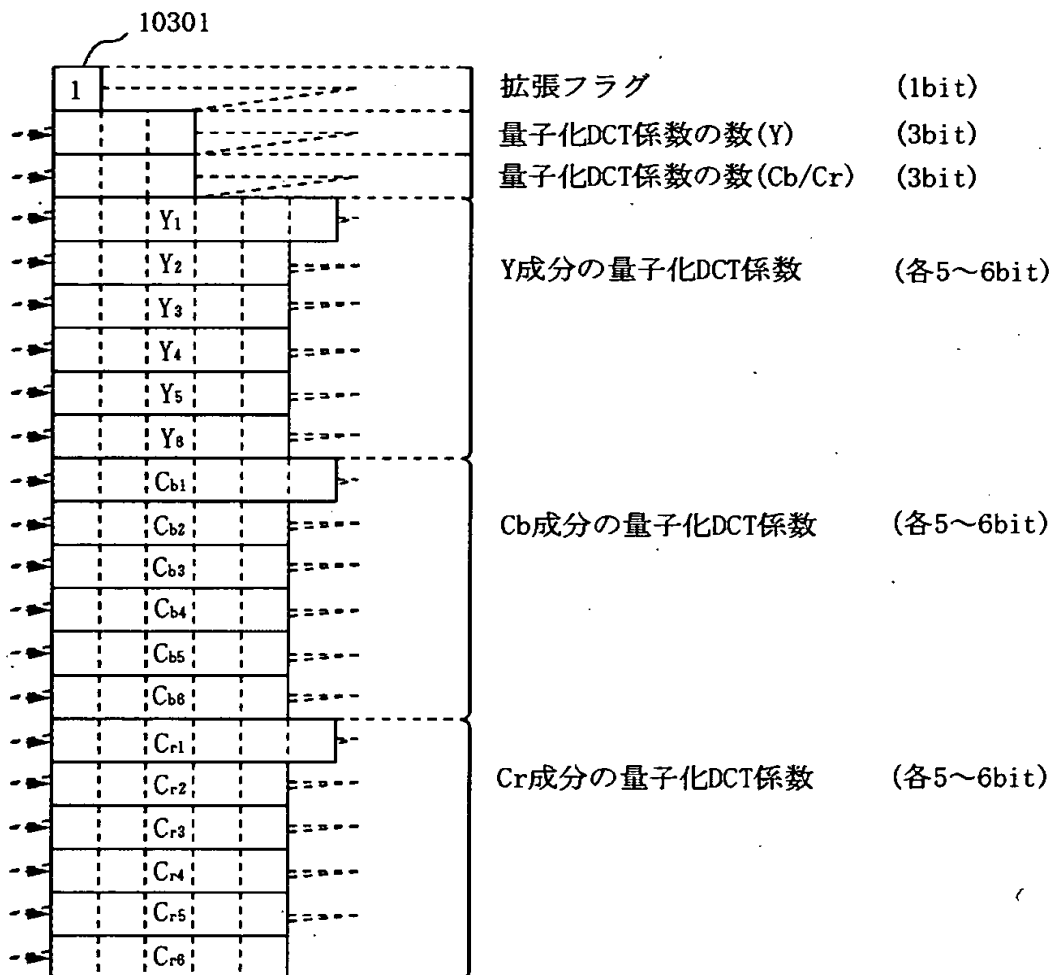 10301
1 拡張フラグ (1bit)
量子化DCT係数の数(Y) (3bit)
量子化DCT係数の数(Cb/Cr) (3bit)
Y1
Y2 Y成分の量子化DCT係数 (各5～6bit)
Y3
Y4
Y5
Y6
Cb1
Cb2 Cb成分の量子化DCT係数 (各5～6bit)
Cb3
Cb4
Cb5
Cb6
Cr1
Cr2 Cr成分の量子化DCT係数 (各5～6bit)
Cr3
Cr4
Cr5
Cr6